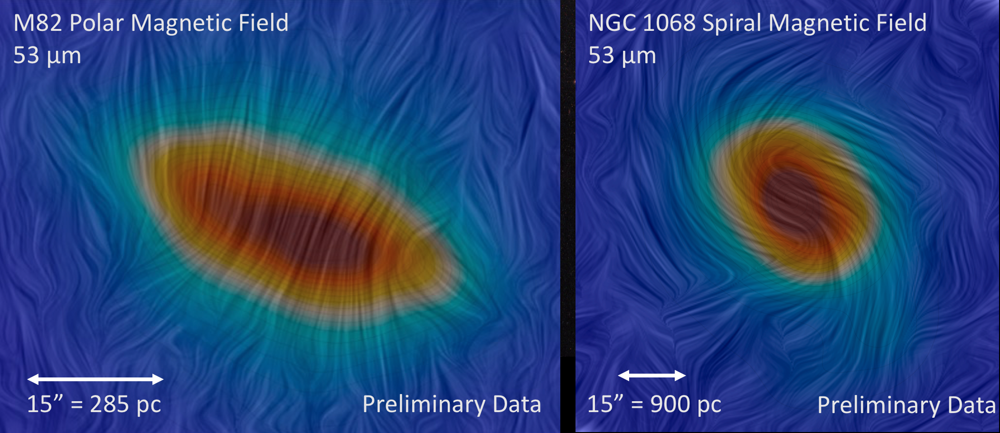 M82 Polar Magnetic Field
53 μm
15” = 285 pc
Preliminary Data
NGC 1068 Spiral Magnetic Field
53 μm
15” = 900 pc
Preliminary Data